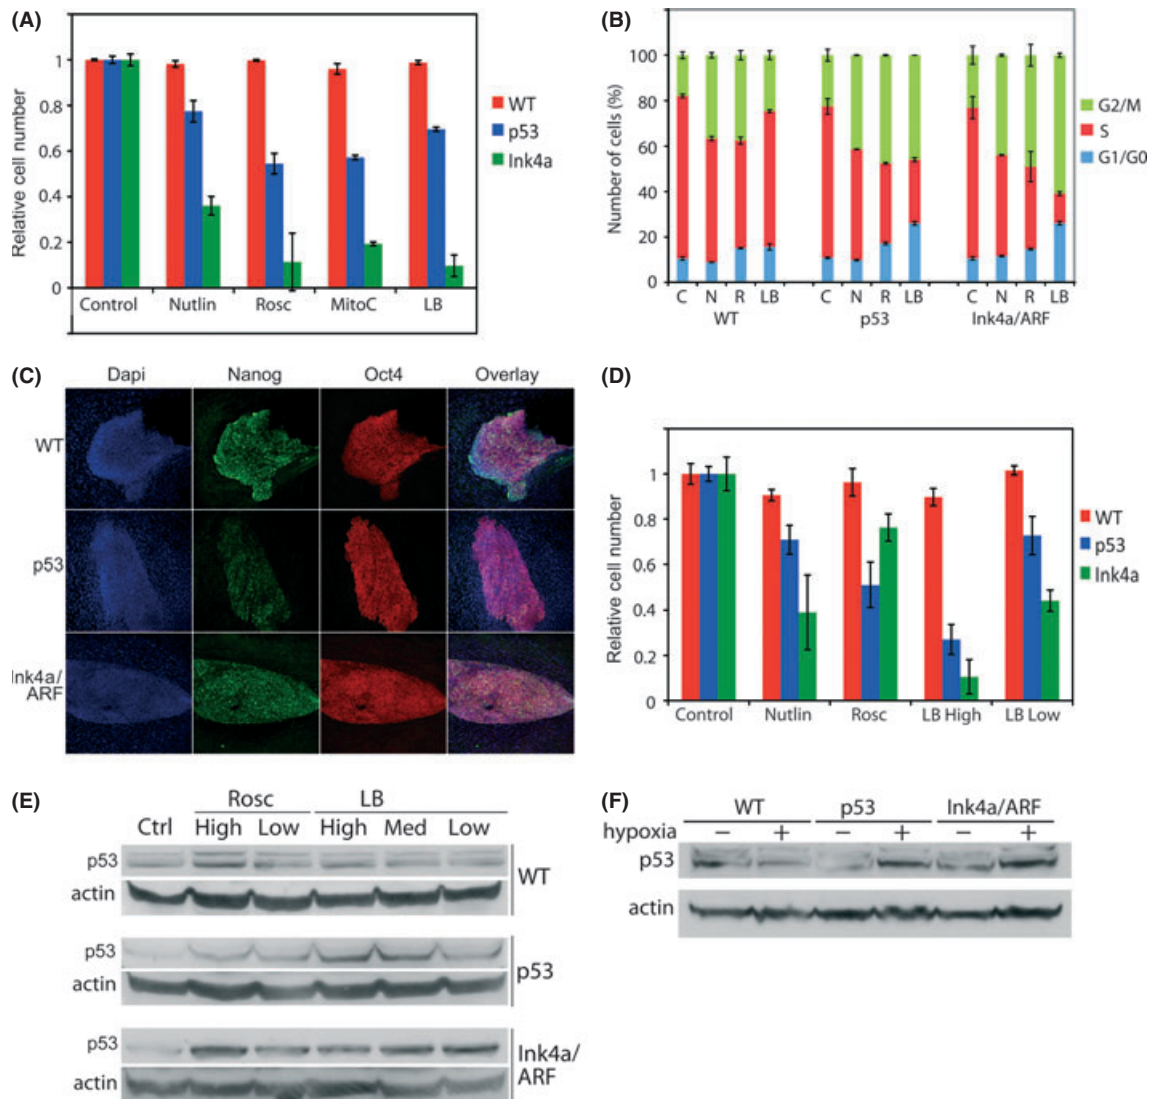 (A)
1
0.8
0.6
0.4
0.2
0
Relative cell number
Control Nutlin Rosc MitoC LB
WT
p53
Ink4a
(B)
100
80
60
40
20
0
Number of cells (%)
C N R LB C N R LB C N R LB
WT p53 Ink4a/ARF
G2/M
S
G1/G0
(C)
Dapi Nanog Oct4 Overlay
WT
p53
Ink4a/
ARF
(D)
1
0.8
0.6
0.4
0.2
0
Relative cell number
Control Nutlin Rosc LB High LB Low
WT
p53
Ink4a
(E)
Rosc LB
Ctrl High Low High Med Low
p53
actin
WT
p53
actin
p53
p53
actin
Ink4a/
ARF
(F)
WT p53 Ink4a/ARF
hypoxia − + − + − +
p53
actin